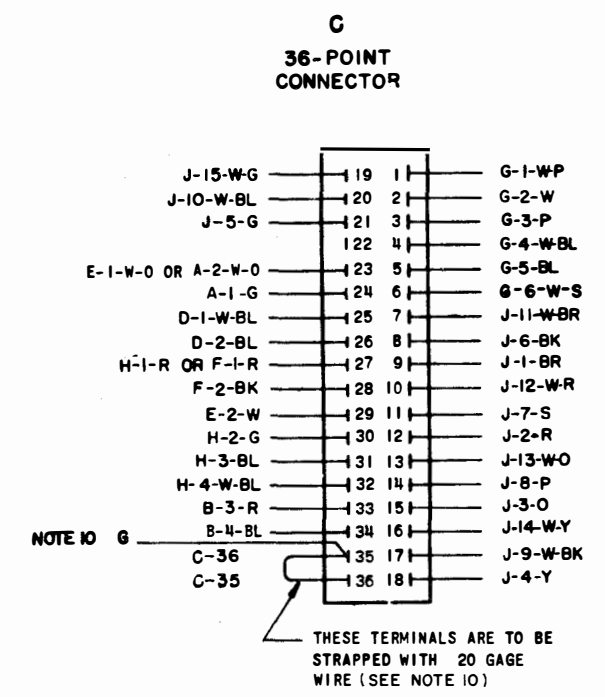 C
36-POINT
CONNECTOR
J-15-W-G 19 1 G-1-W-P
J-10-W-BL 20 2 G-2-W
J-5-G 21 3 G-3-P
22 4 G-4-W-BL
E-1-W-O OR A-2-W-O 23 5 G-5-BL
A-1-G 24 6 G-6-W-S
D-1-W-BL 25 7 J-11-W-BR
D-2-BL 26 8 J-6-BK
H-1-R OR F-1-R 27 9 J-1-BR
F-2-BK 28 10 J-12-W-R
E-2-W 29 11 J-7-S
H-2-G 30 12 J-2-R
H-3-BL 31 13 J-13-W-O
H-4-W-BL 32 14 J-8-P
B-3-R 33 15 J-3-O
B-4-BL 34 16 J-14-W-Y
NOTE 10 G
C-36 35 17 J-9-W-BK
C-35 36 18 J-4-Y
THESE TERMINALS ARE TO BE
STRAPPED WITH 20 GAGE
WIRE (SEE NOTE 10)